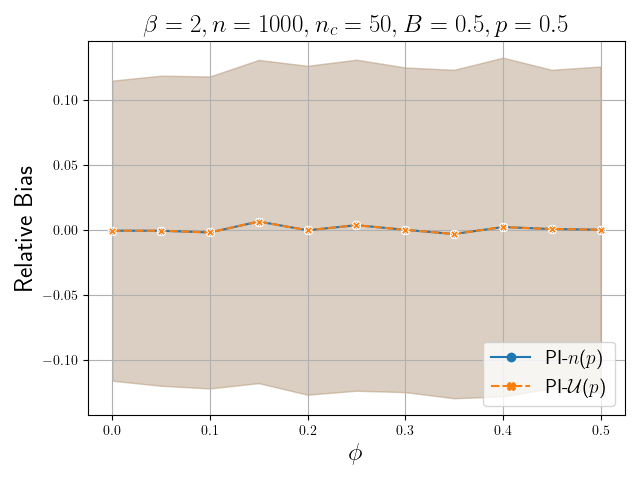 β = 2, n = 1000, n_c = 50, B = 0.5, p = 0.5
Relative Bias
0.10
0.05
0.00
−0.05
−0.10
PI-n(p)
PI-𝒰(p)
0.0 0.1 0.2 0.3 0.4 0.5
ϕ